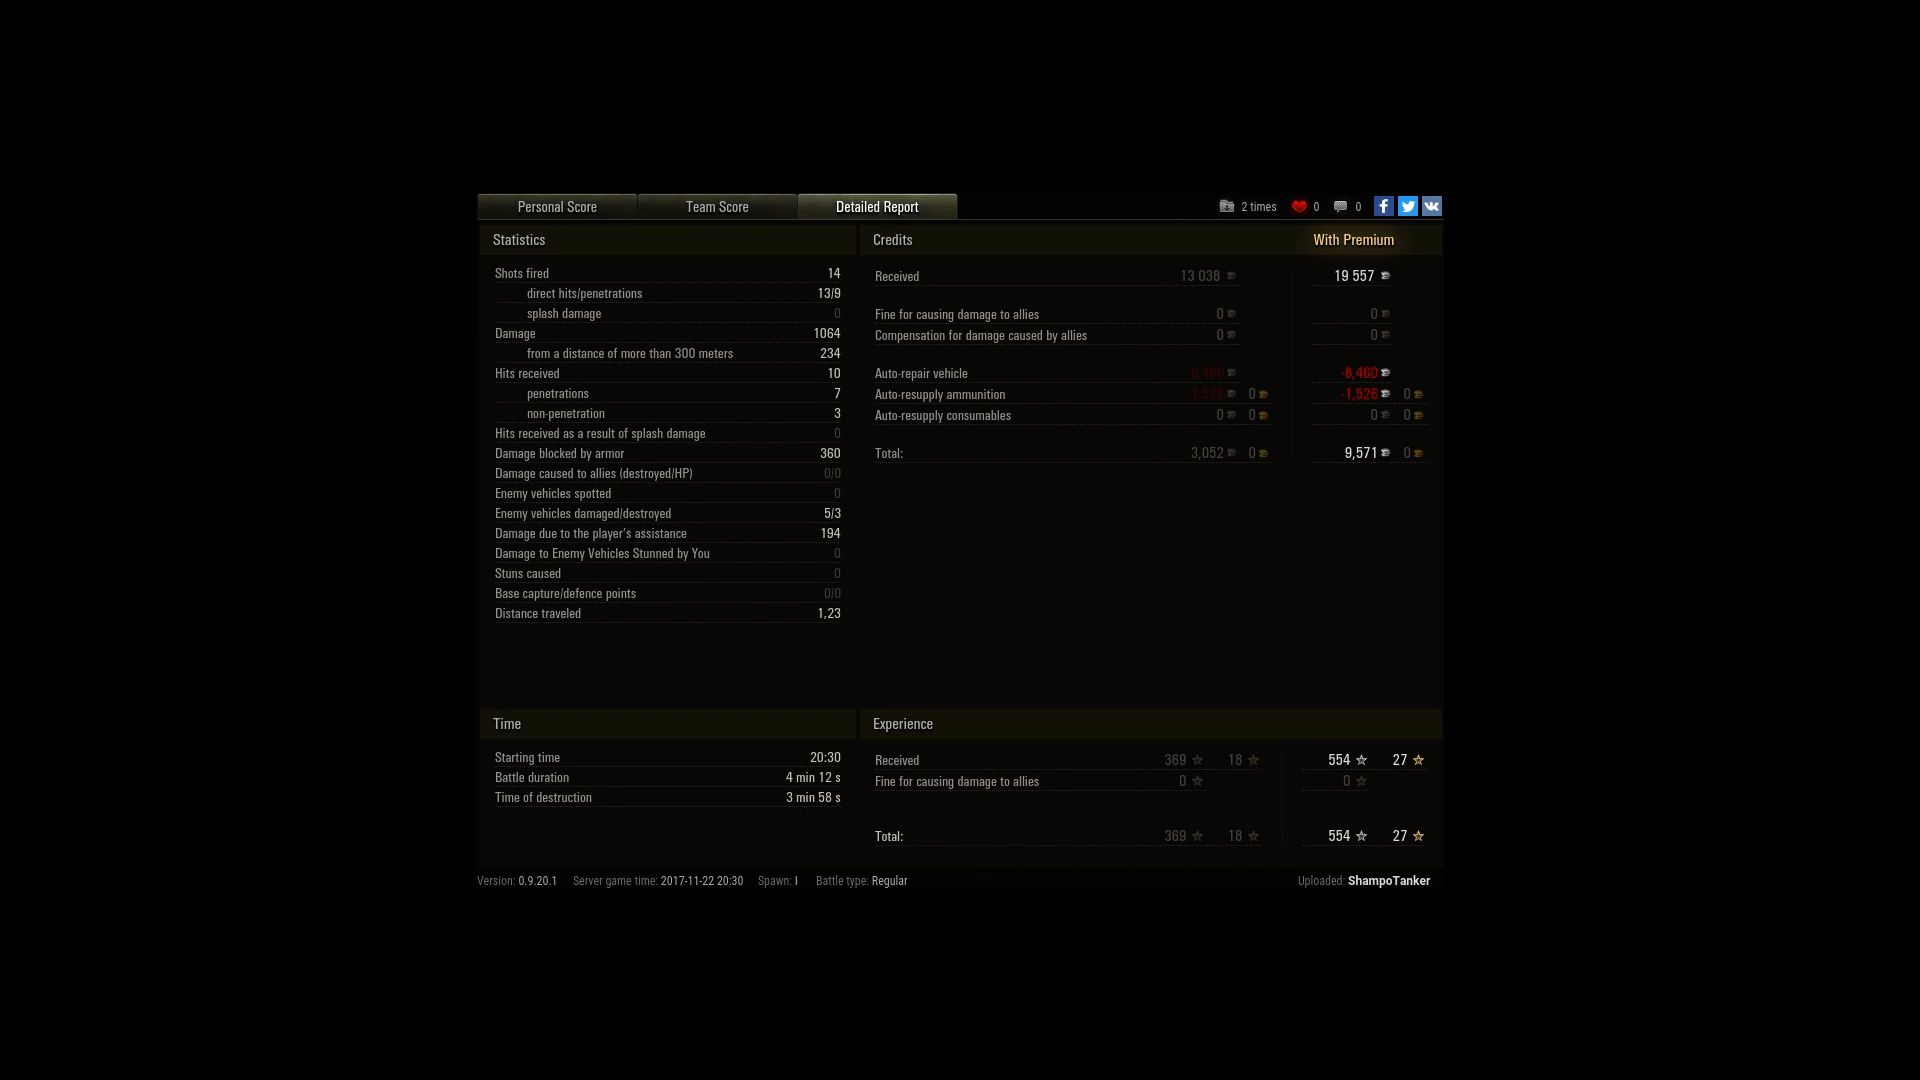 Personal Score Team Score Detailed Report 2 times 0 0
Statistics
Shots fired 14
direct hits/penetrations 13/9
splash damage 0
Damage 1064
from a distance of more than 300 meters 234
Hits received 10
penetrations 7
non-penetration 3
Hits received as a result of splash damage 0
Damage blocked by armor 360
Damage caused to allies (destroyed/HP) 0/0
Enemy vehicles spotted 0
Enemy vehicles damaged/destroyed 5/3
Damage due to the player's assistance 194
Damage to Enemy Vehicles Stunned by You 0
Stuns caused 0
Base capture/defence points 0/0
Distance traveled 1,23
Credits With Premium
Received 13 038 19 557
Fine for causing damage to allies 0 0
Compensation for damage caused by allies 0 0
Auto-repair vehicle -8,460
Auto-resupply ammunition 0 -1,526 0
Auto-resupply consumables 0 0 0 0
Total: 3,052 0 9,571 0
Time
Starting time 20:30
Battle duration 4 min 12 s
Time of destruction 3 min 58 s
Experience
Received 369 18 554 27
Fine for causing damage to allies 0 0
Total: 369 18 554 27
Version: 0.9.20.1 Server game time: 2017-11-22 20:30 Spawn: I Battle type: Regular Uploaded: ShampoTanker